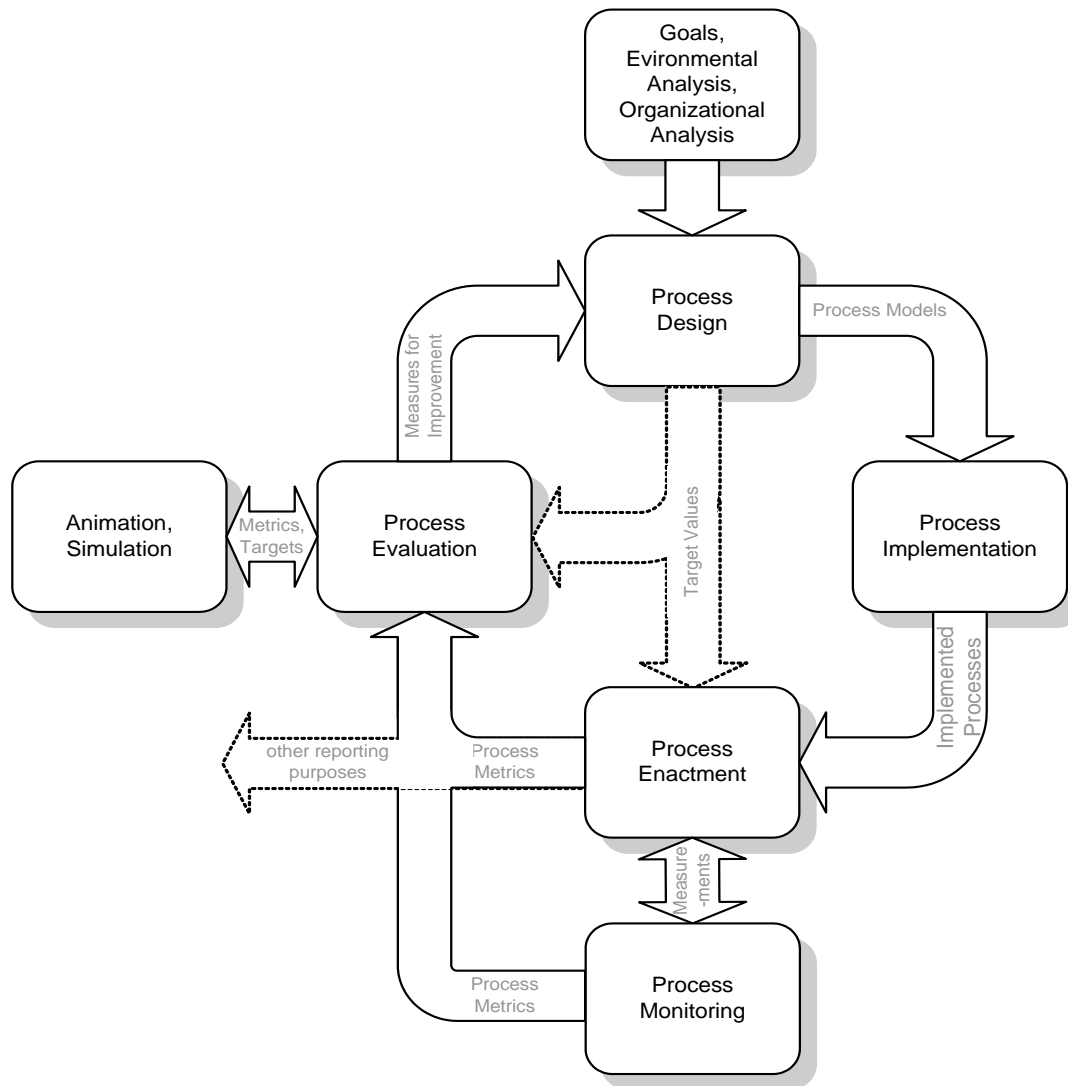 Goals,
Evironmental
Analysis,
Organizational
Analysis
Process
Design
Process Models
Measures for
Improvement
Animation,
Simulation
Metrics,
Targets
Process
Evaluation
Target Values
Process
Implementation
Implemented
Processes
other reporting
purposes
Process
Metrics
Process
Enactment
Measure
-ments
Process
Metrics
Process
Monitoring